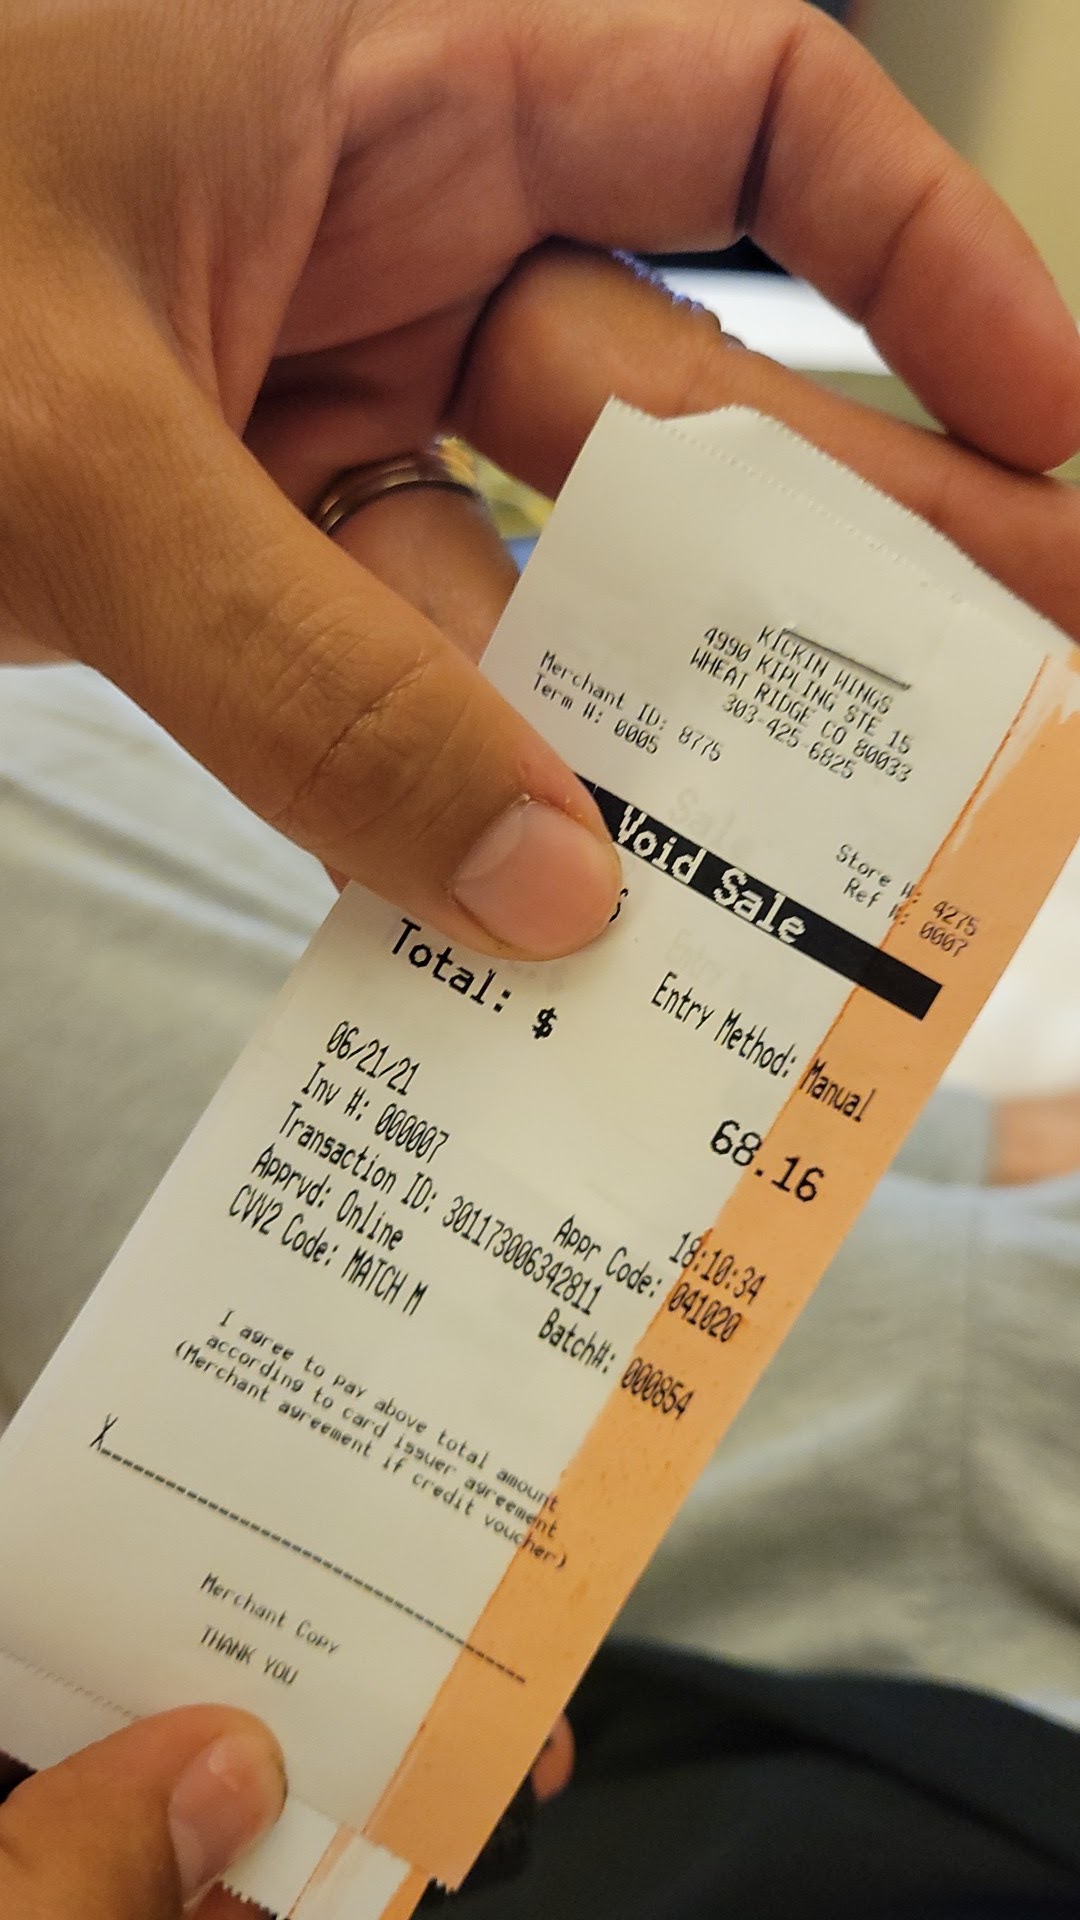 KICKIN WINGS
4990 KIPLING STE 15
WHEAT RIDGE CO 80033
303-425-6825
Merchant ID: 8775
Term #: 0005
Store #: 4275
Ref #: 0007
Void Sale
Entry Method: Manual
Total: $ 68.16
06/21/21 18:10:34
Inv #: 000007 Appr Code: 041020
Transaction ID: 301173006342811
Apprvd: Online Batch#: 000854
CVV2 Code: MATCH M
I agree to pay above total amount
according to card issuer agreement
(Merchant agreement if credit voucher)
X
Merchant Copy
THANK YOU